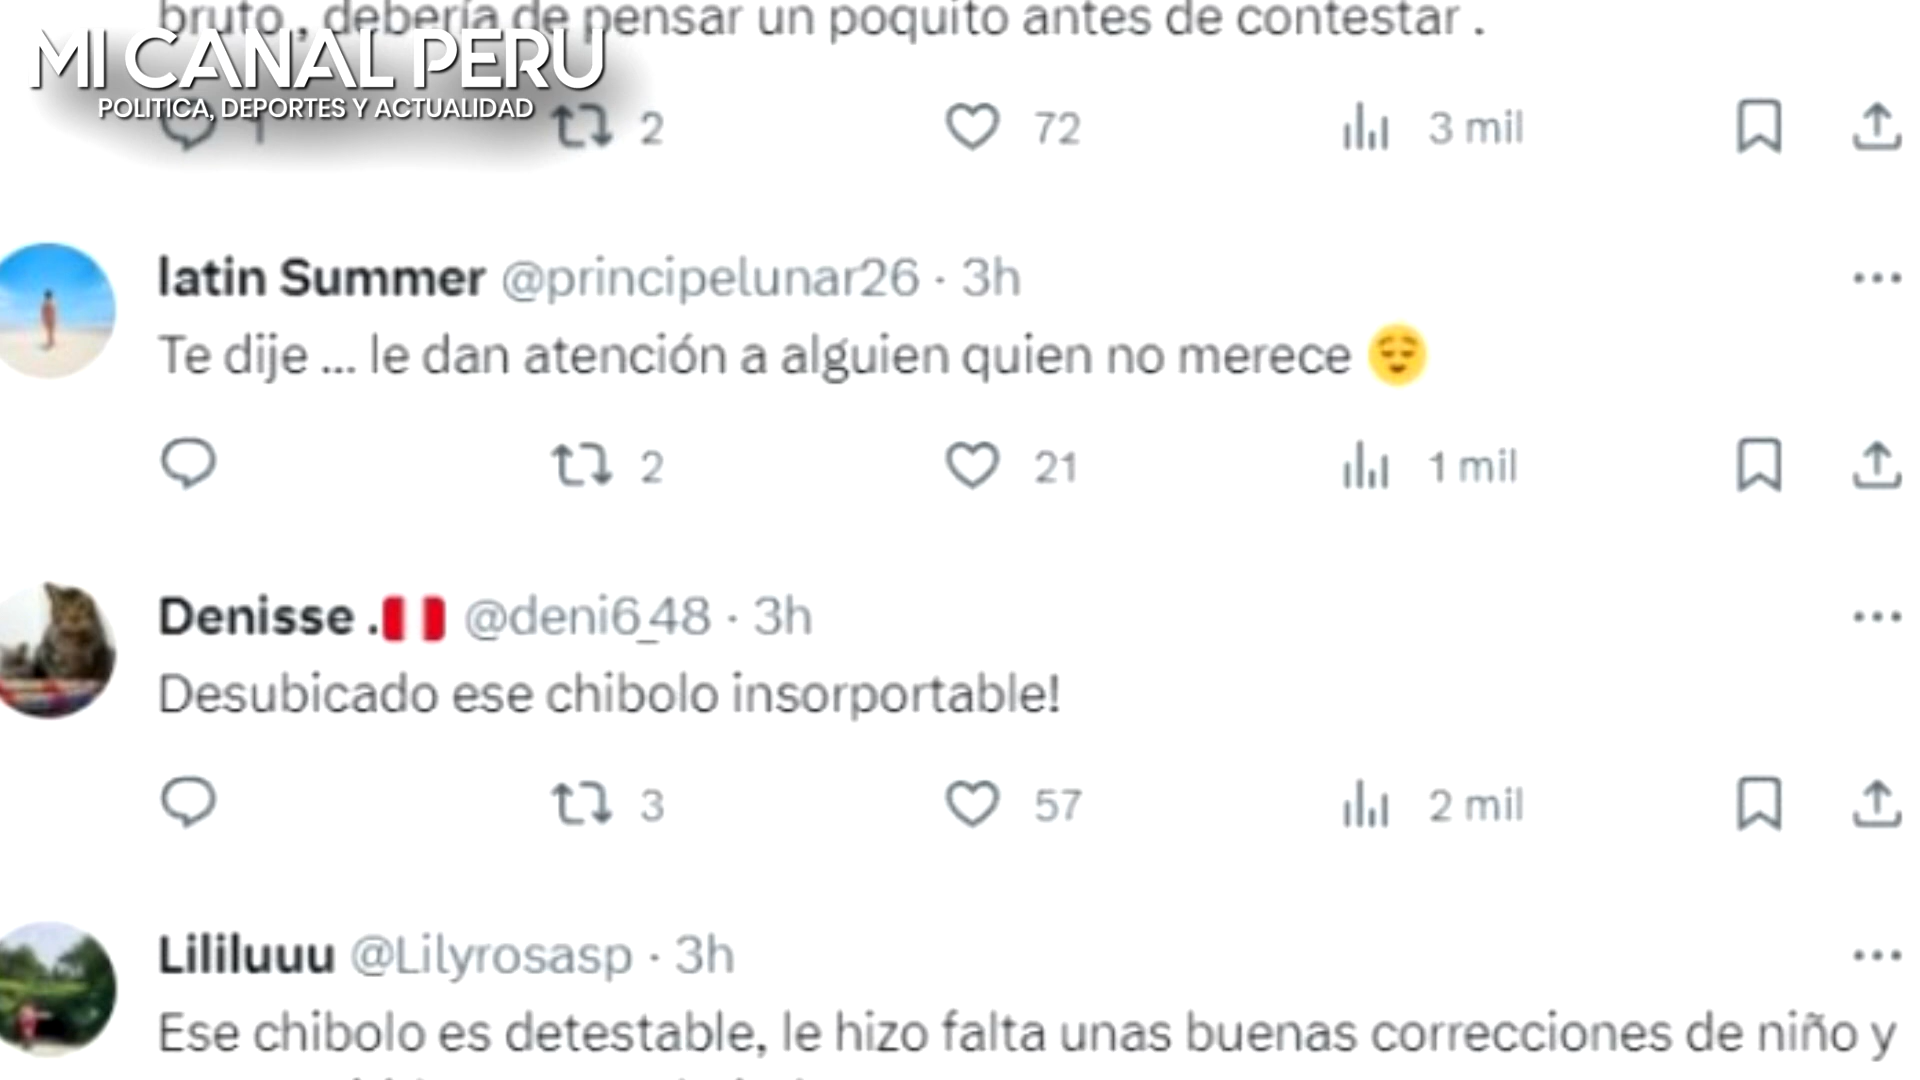 bruto , debería de pensar un poquito antes de contestar .
MI CANAL PERU
POLITICA, DEPORTES Y ACTUALIDAD
1 2 72 3 mil
latin Summer @principelunar26 · 3h
Te dije ... le dan atención a alguien quien no merece 😌
2 21 1 mil
Denisse .🇵🇪 @deni6_48 · 3h
Desubicado ese chibolo insorportable!
3 57 2 mil
Lililuuu @Lilyrosasp · 3h
Ese chibolo es detestable, le hizo falta unas buenas correcciones de niño y